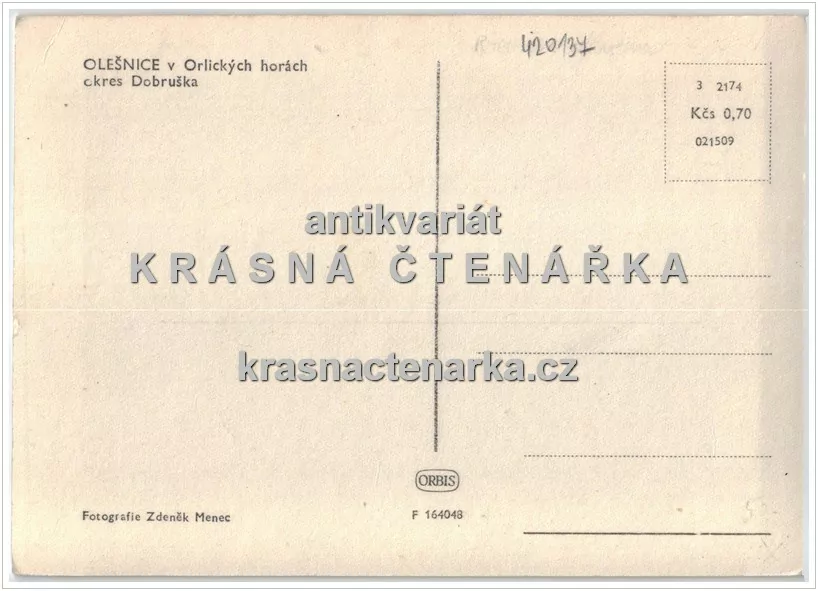 420137
OLEŠNICE v Orlických horách
okres Dobruška
3 2174
Kčs 0,70
021509
antikvariát
KRÁSNÁ ČTENÁŘKA
krasnactenarka.cz
ORBIS
Fotografie Zdeněk Menec
F 164048